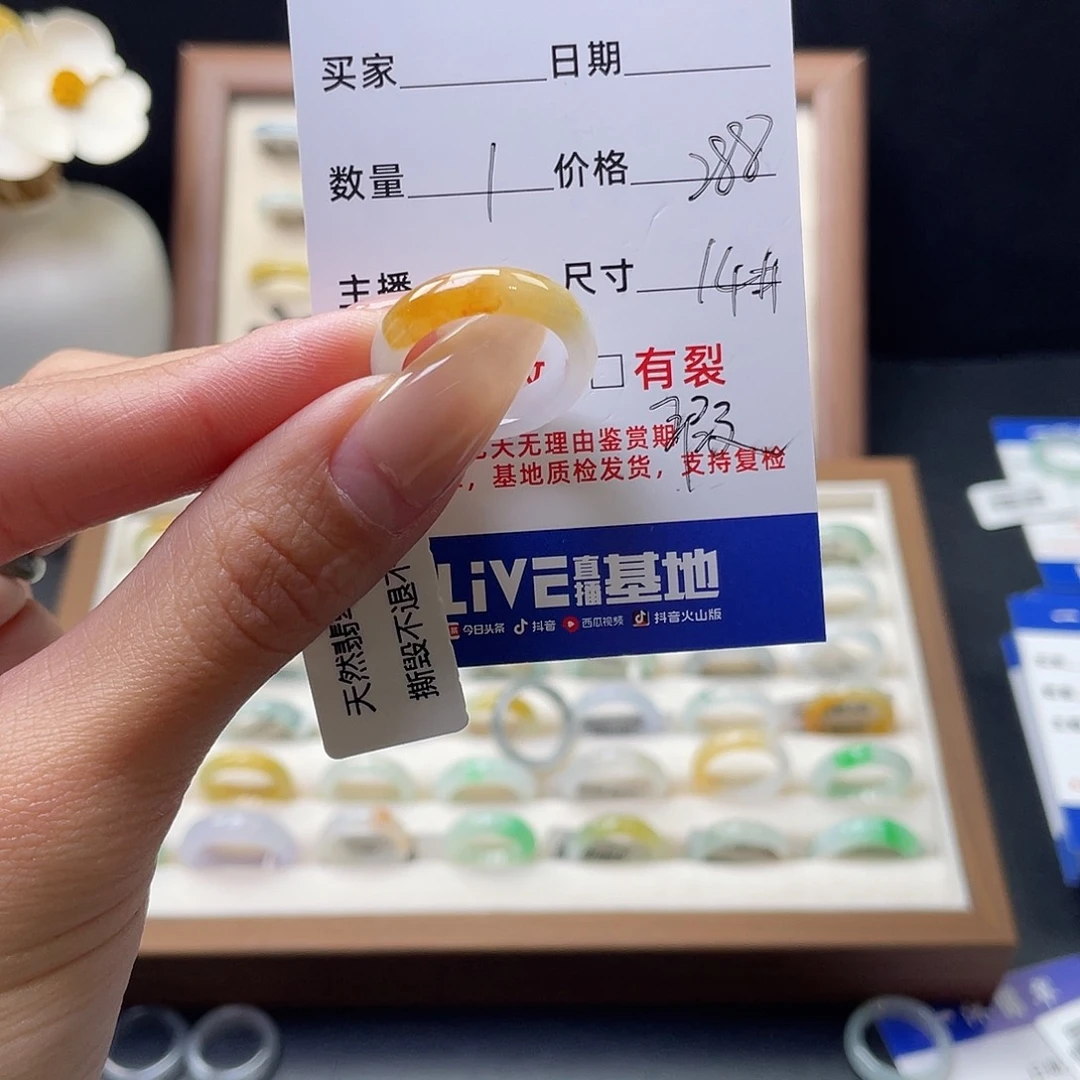 买家 日期
数量 1 价格 388
主播 尺寸 14#
□有裂
瑕
天无理由鉴赏期
，基地质检发货，支持复检
LiVE直播基地
今日头条 抖音 西瓜视频 抖音火山版
天然翡
撕毁不退不